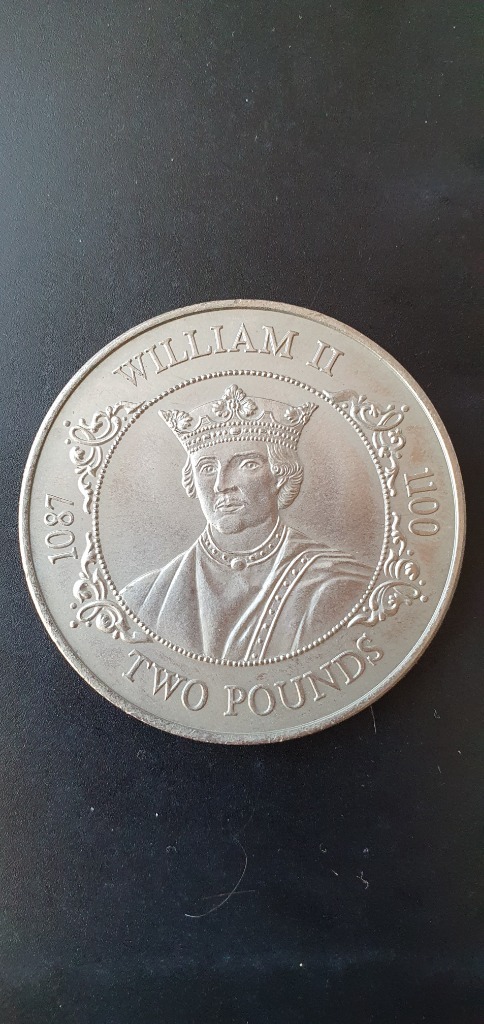 WILLIAM II
1087
1100
TWO POUNDS